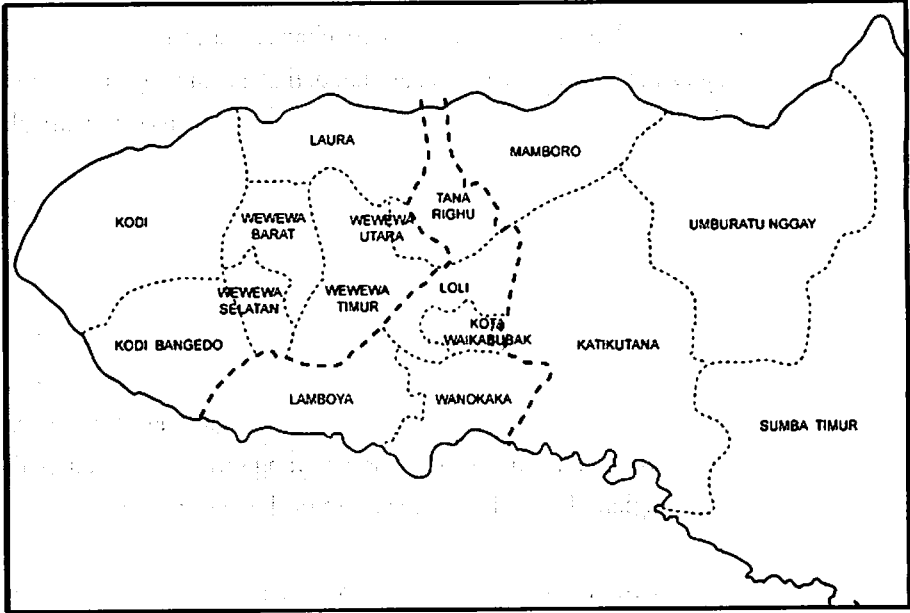 LAURA
MAMBORO
KODI
WEWEWA
BARAT
WEWEWA
UTARA
TANA
RIGHU
UMBURATU NGGAY
WEWEWA
SELATAN
WEWEWA
TIMUR
LOLI
KODI BANGEDO
KOTA
WAIKABUBAK
KATIKUTANA
LAMBOYA
WANOKAKA
SUMBA TIMUR